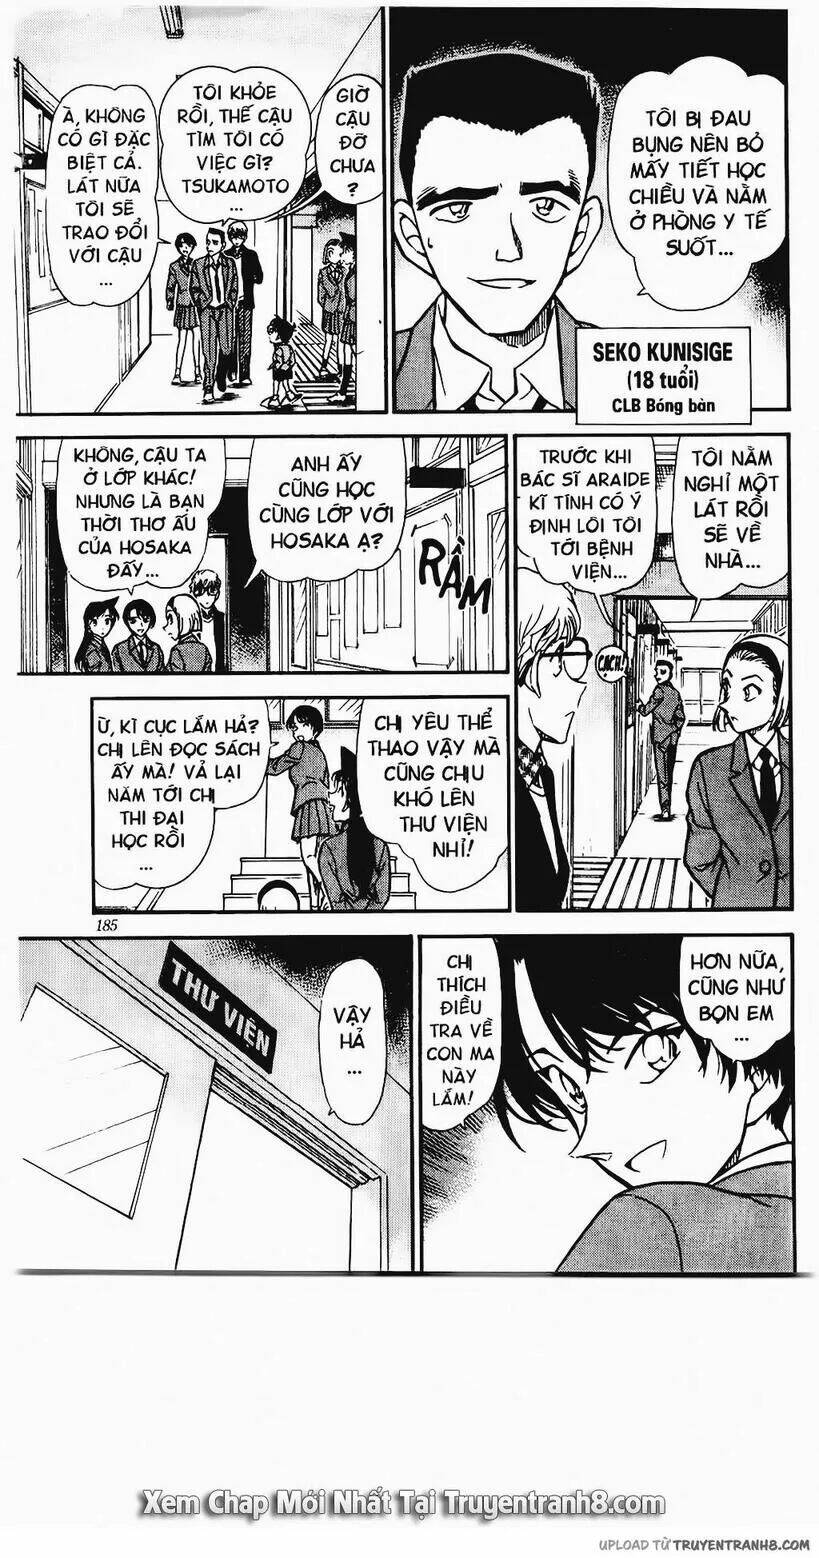 TÔI BỊ ĐAU
BỤNG NÊN BỎ
MẤY TIẾT HỌC
CHIỀU VÀ NẰM
Ở PHÒNG Y TẾ
SUỐT...
SEKO KUNISIGE
(18 tuổi)
CLB Bóng bàn
GIỜ
CẬU
ĐỠ
CHƯA
?
TÔI KHỎE
RỒI, THẾ CẬU
TÌM TÔI CÓ
VIỆC GÌ?
TSUKAMOTO
...
À, KHÔNG
CÓ GÌ ĐẶC
BIỆT CẢ.
LÁT NỮA
TÔI SẼ
TRAO ĐỔI
VỚI CẬU
...
TÔI NẰM
NGHỈ MỘT
LÁT RỒI
SẼ VỀ
NHÀ...
TRƯỚC KHI
BÁC SĨ ARAIDE
KĨ TÍNH CÓ Ý
ĐỊNH LÔI TÔI
TỚI BỆNH
VIỆN...
CẠCH!
RẦM
ANH ẤY
CŨNG HỌC
CÙNG LỚP VỚI
HOSAKA Ạ?
KHÔNG, CẬU TA
Ở LỚP KHÁC!
NHƯNG LÀ BẠN
THỜI THƠ ẤU
CỦA HOSAKA
ĐẤY...
CHỊ YÊU THỂ
THAO VẬY MÀ
CŨNG CHỊU
KHÓ LÊN
THƯ VIỆN
NHỈ!
Ừ, KÌ CỤC LẮM HẢ?
CHỊ LÊN ĐỌC SÁCH
ẤY MÀ! VẢ LẠI
NĂM TỚI CHỊ
THI ĐẠI
HỌC RỒI
...
185
HƠN NỮA,
CŨNG NHƯ
BỌN EM
...
CHỊ
THÍCH
ĐIỀU
TRA VỀ
CON MA
NÀY
LẮM!
VẬY
HẢ
...
THƯ VIỆN
Xem Chap Mới Nhất Tại Truyentranh8.com
UPLOAD TỪ TRUYENTRANH8.COM